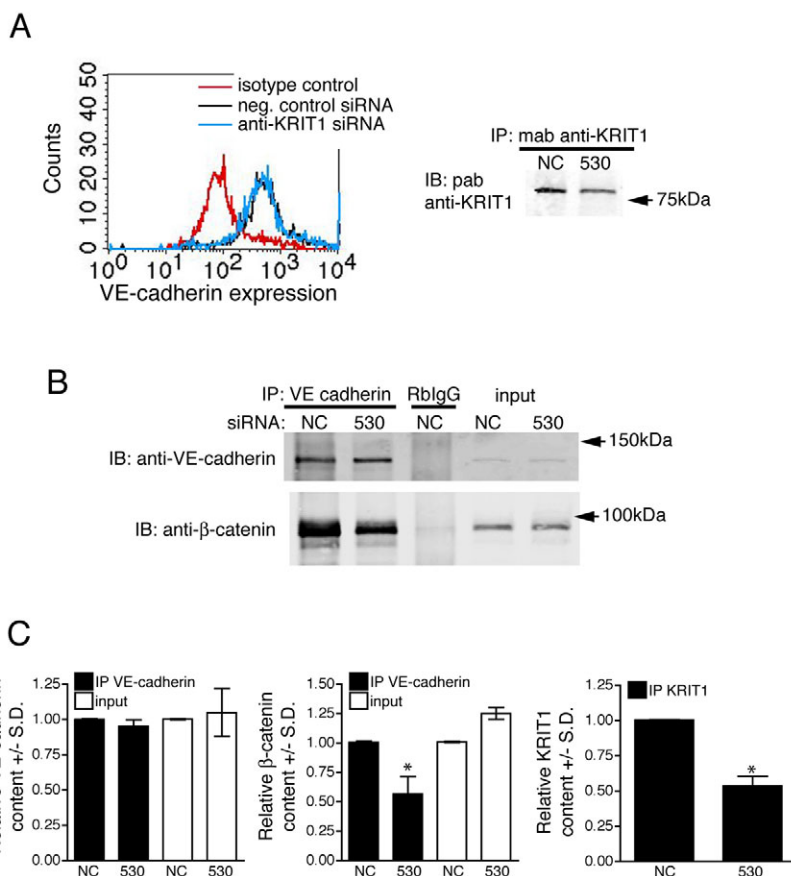 A
50
40
30
20
10
0
Counts
isotype control
neg. control siRNA
anti-KRIT1 siRNA
10^0 10^1 10^2 10^3 10^4
VE-cadherin expression
IP: mab anti-KRIT1
NC 530
IB: pab
anti-KRIT1
75kDa
B
IP: VE cadherin RbIgG input
siRNA: NC 530 NC NC 530
150kDa
IB: anti-VE-cadherin
100kDa
IB: anti-β-catenin
C
content +/- S.D.
1.25
1.00
0.75
0.50
0.25
0.00
IP VE-cadherin
input
NC 530 NC 530
Relative β-catenin
content +/- S.D.
1.50
1.25
1.00
0.75
0.50
0.25
0.00
IP VE-cadherin
input
*
NC 530 NC 530
Relative KRIT1
content +/- S.D.
1.25
1.00
0.75
0.50
0.25
0.00
IP KRIT1
*
NC 530